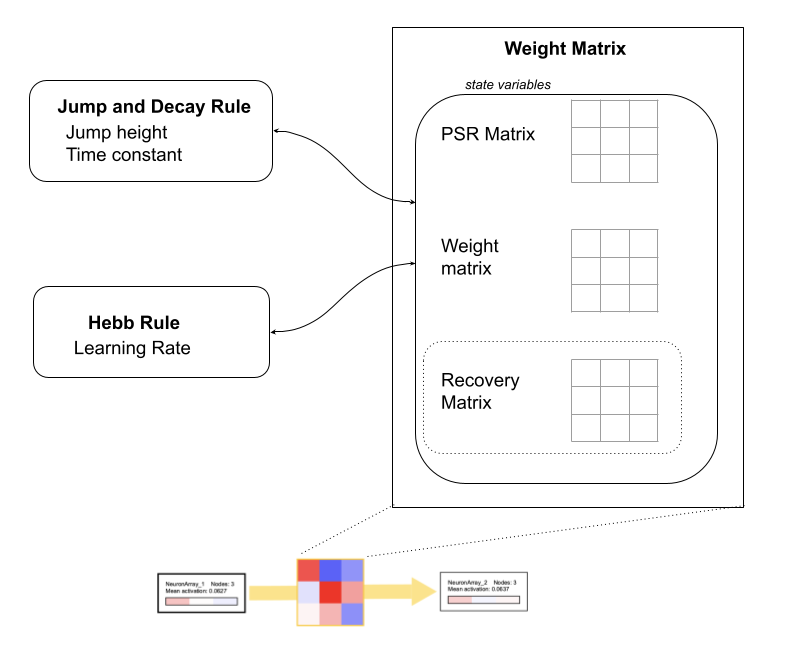 Weight Matrix
state variables
Jump and Decay Rule
Jump height
Time constant
PSR Matrix
Weight
matrix
Hebb Rule
Learning Rate
Recovery
Matrix
NeuronArray_1 Nodes: 3
Mean activation: 0.0627
NeuronArray_2 Nodes: 3
Mean activation: 0.0637